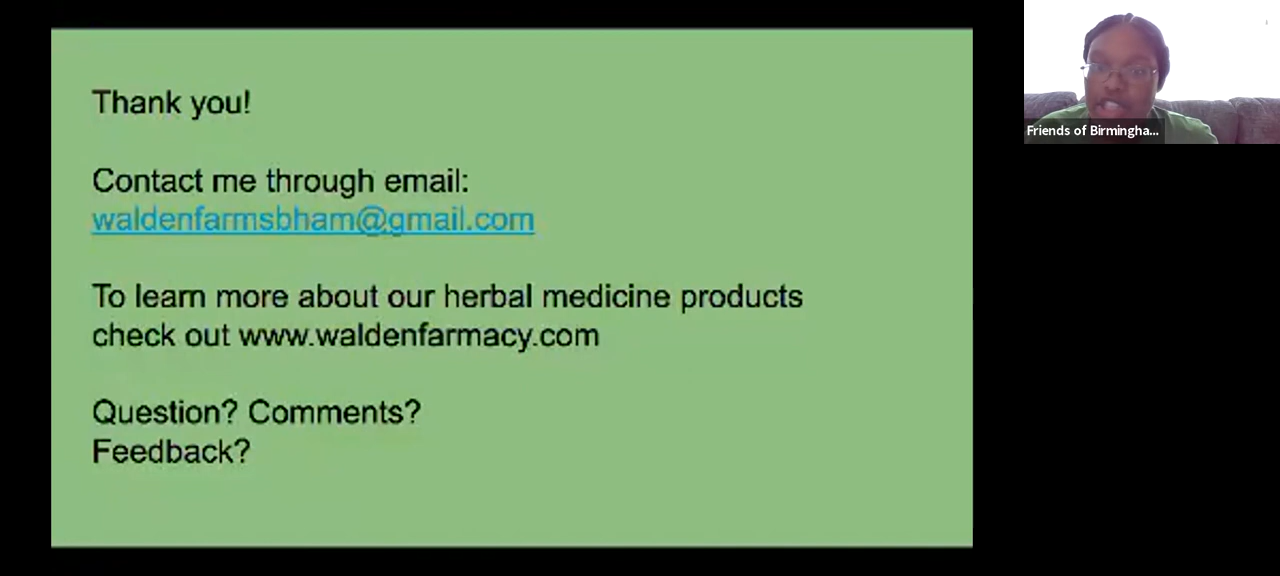 Thank you!
Contact me through email:
waldenfarmsbham@gmail.com
To learn more about our herbal medicine products
check out www.waldenfarmacy.com
Question? Comments?
Feedback?
Friends of Birmingha...